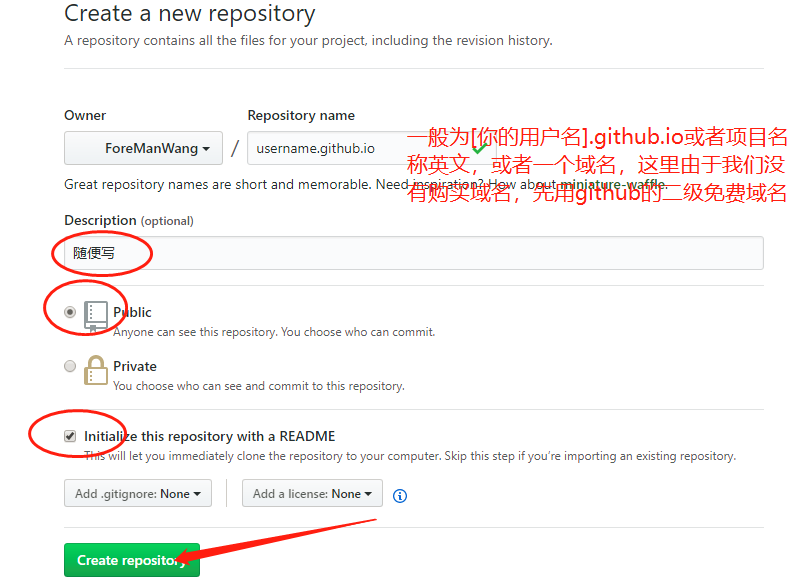 Create a new repository
A repository contains all the files for your project, including the revision history.
Owner
Repository name
ForeManWang
/
username.github.io
一般为[你的用户名].github.io或者项目名
称英文，或者一个域名，这里由于我们没
有购买域名，先用github的二级免费域名
Great repository names are short and memorable. Need inspiration? How about miniature-waffle.
Description (optional)
随便写
Public
Anyone can see this repository. You choose who can commit.
Private
You choose who can see and commit to this repository.
Initialize this repository with a README
This will let you immediately clone the repository to your computer. Skip this step if you're importing an existing repository.
Add .gitignore: None
Add a license: None
Create repository